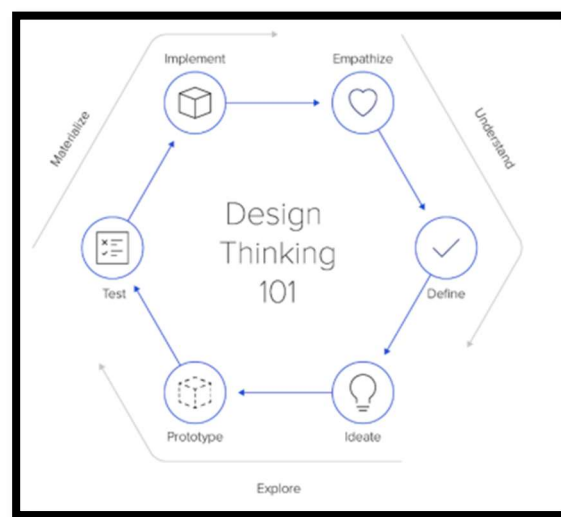 Implement
Empathize
Materialize
Understand
Design
Thinking
101
Test
Define
Prototype
Ideate
Explore